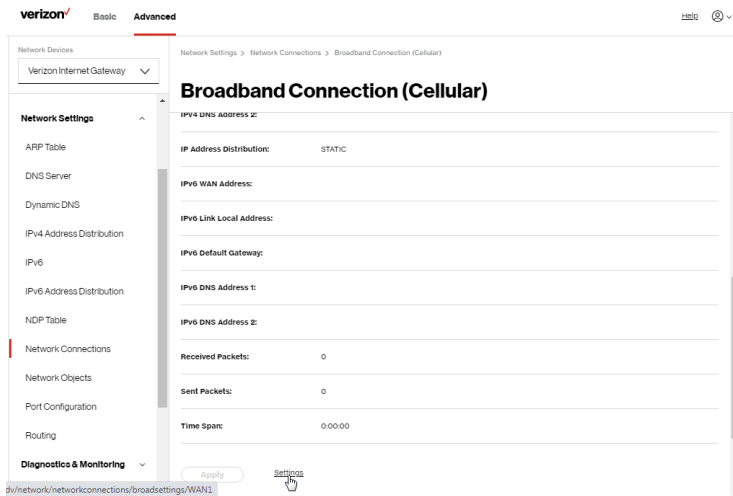 verizon✓ Basic Advanced Help
Network Devices
Verizon Internet Gateway
Network Settings
ARP Table
DNS Server
Dynamic DNS
IPv4 Address Distribution
IPv6
IPv6 Address Distribution
NDP Table
Network Connections
Network Objects
Port Configuration
Routing
Diagnostics & Monitoring
dv/network/networkconnections/broadsettings/WAN1
Network Settings > Network Connections > Broadband Connection (Cellular)
Broadband Connection (Cellular)
IPv4 DNS Address 2:
IP Address Distribution: STATIC
IPv6 WAN Address:
IPv6 Link Local Address:
IPv6 Default Gateway:
IPv6 DNS Address 1:
IPv6 DNS Address 2:
Received Packets: 0
Sent Packets: 0
Time Span: 0:00:00
Apply Settings